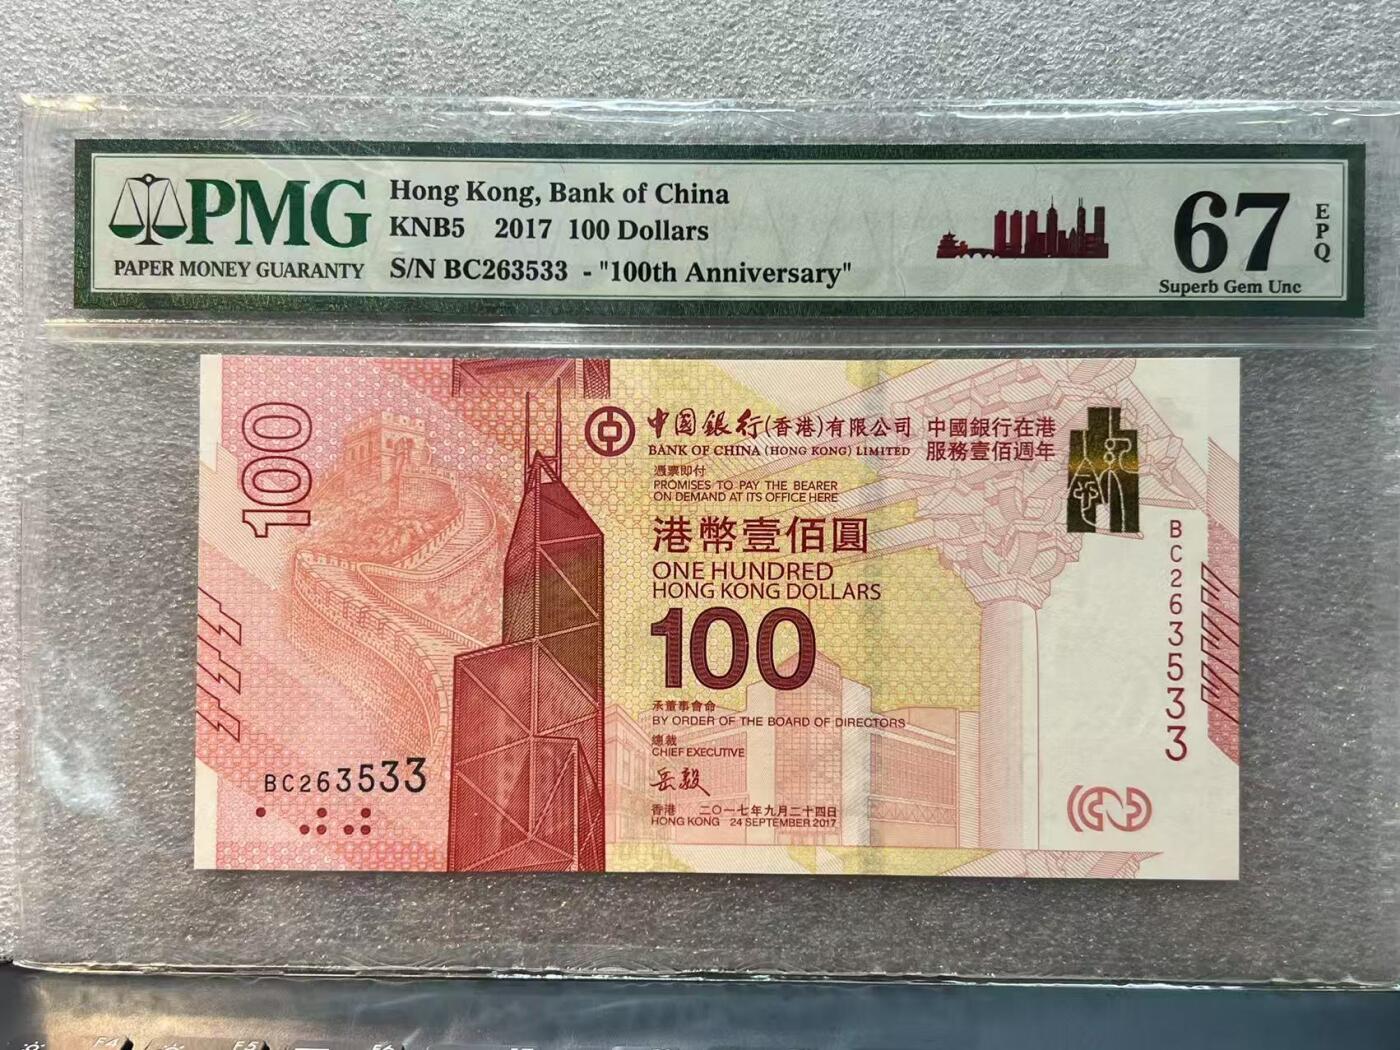 PMG
PAPER MONEY GUARANTY
Hong Kong, Bank of China
KNB5 2017 100 Dollars
S/N BC263533 - "100th Anniversary"
67
EPQ
Superb Gem Unc
100
中國銀行(香港)有限公司
BANK OF CHINA (HONG KONG) LIMITED
中國銀行在港
服務壹佰週年
憑票即付
PROMISES TO PAY THE BEARER
ON DEMAND AT ITS OFFICE HERE
港幣壹佰圓
ONE HUNDRED
HONG KONG DOLLARS
100
承董事會命
BY ORDER OF THE BOARD OF DIRECTORS
總裁
CHIEF EXECUTIVE
岳毅
香港 二〇一七年九月二十四日
HONG KONG 24 SEPTEMBER 2017
BC263533
BC263533
F4
F5